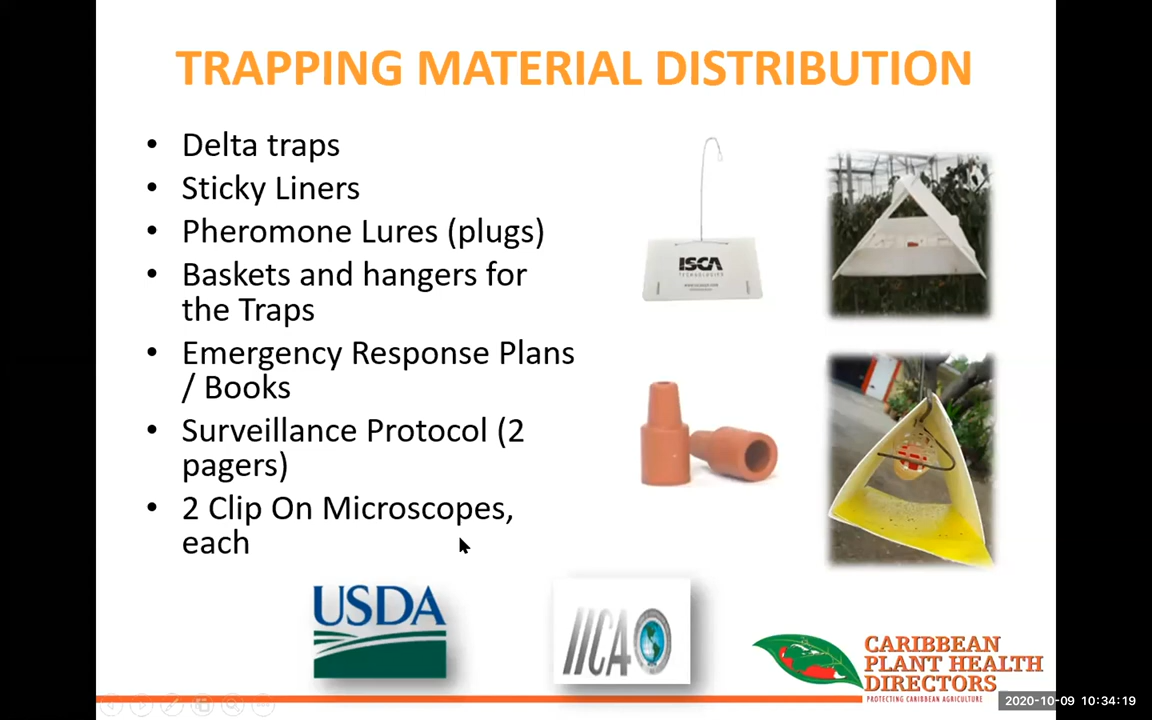 TRAPPING MATERIAL DISTRIBUTION
• Delta traps
• Sticky Liners
• Pheromone Lures (plugs)
• Baskets and hangers for
the Traps
• Emergency Response Plans
/ Books
• Surveillance Protocol (2
pagers)
• 2 Clip On Microscopes,
each
ISCA
TECHNOLOGIES
USDA
IICA
CARIBBEAN
PLANT HEALTH
DIRECTORS
PROTECTING CARIBBEAN AGRICULTURE
2020-10-09 10:34:19